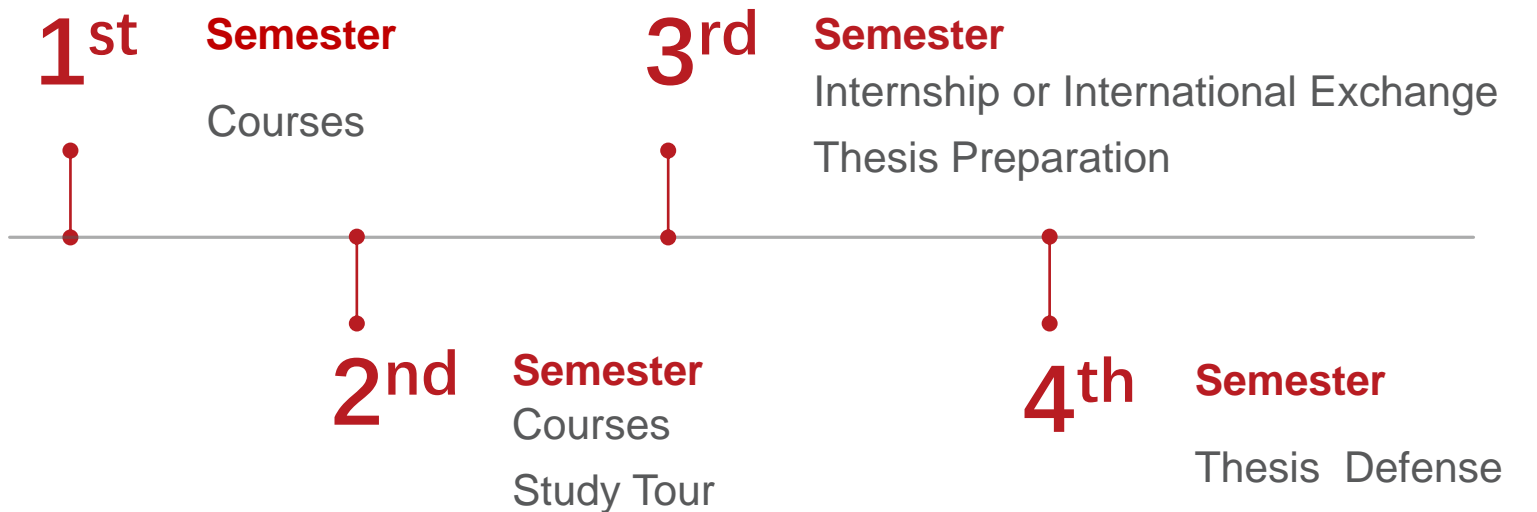 1st Semester
Courses
3rd Semester
Internship or International Exchange
Thesis Preparation
2nd Semester
Courses
Study Tour
4th Semester
Thesis Defense